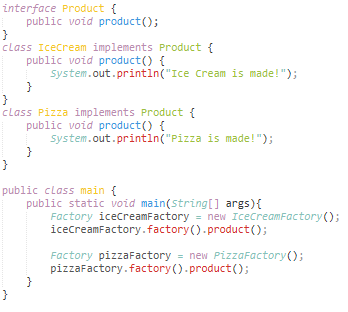 interface Product {
    public void product();
}
class IceCream implements Product {
    public void product() {
        System.out.println("Ice Cream is made!");
    }
}
class Pizza implements Product {
    public void product() {
        System.out.println("Pizza is made!");
    }
}

public class main {
    public static void main(String[] args){
        Factory iceCreamFactory = new IceCreamFactory();
        iceCreamFactory.factory().product();

        Factory pizzaFactory = new PizzaFactory();
        pizzaFactory.factory().product();
    }
}